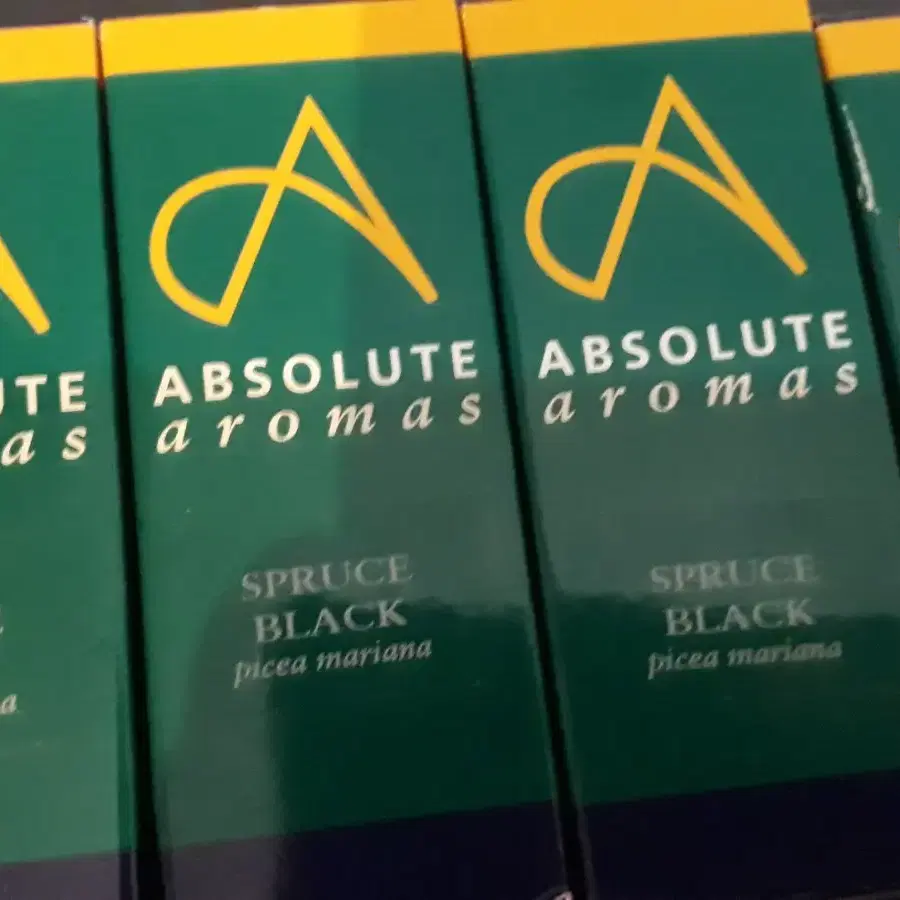 ABSOLUTE
aromas
SPRUCE
BLACK
picea mariana
ABSOLUTE
aromas
SPRUCE
BLACK
picea mariana